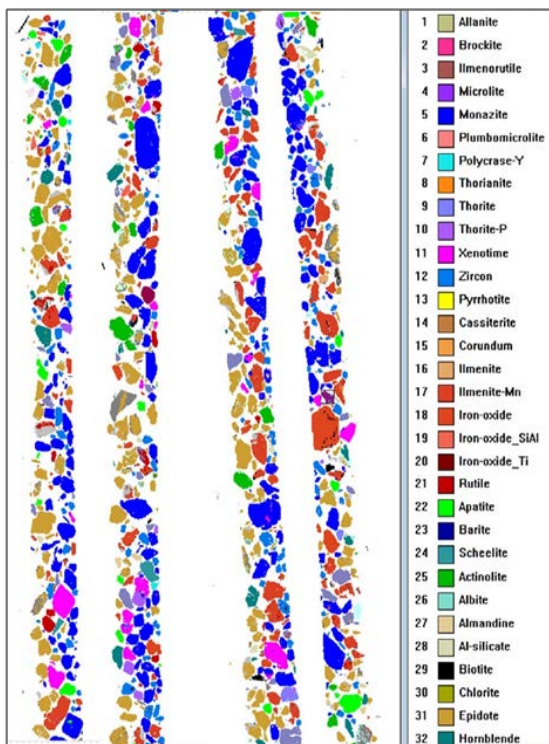 1 Allanite
2 Brockite
3 Ilmenorutile
4 Microlite
5 Monazite
6 Plumbomicrolite
7 Polycrase-Y
8 Thorianite
9 Thorite
10 Thorite-P
11 Xenotime
12 Zircon
13 Pyrrhotite
14 Cassiterite
15 Corundum
16 Ilmenite
17 Ilmenite-Mn
18 Iron-oxide
19 Iron-oxide_SiAl
20 Iron-oxide_Ti
21 Rutile
22 Apatite
23 Barite
24 Scheelite
25 Actinolite
26 Albite
27 Almandine
28 Al-silicate
29 Biotite
30 Chlorite
31 Epidote
32 Hornblende